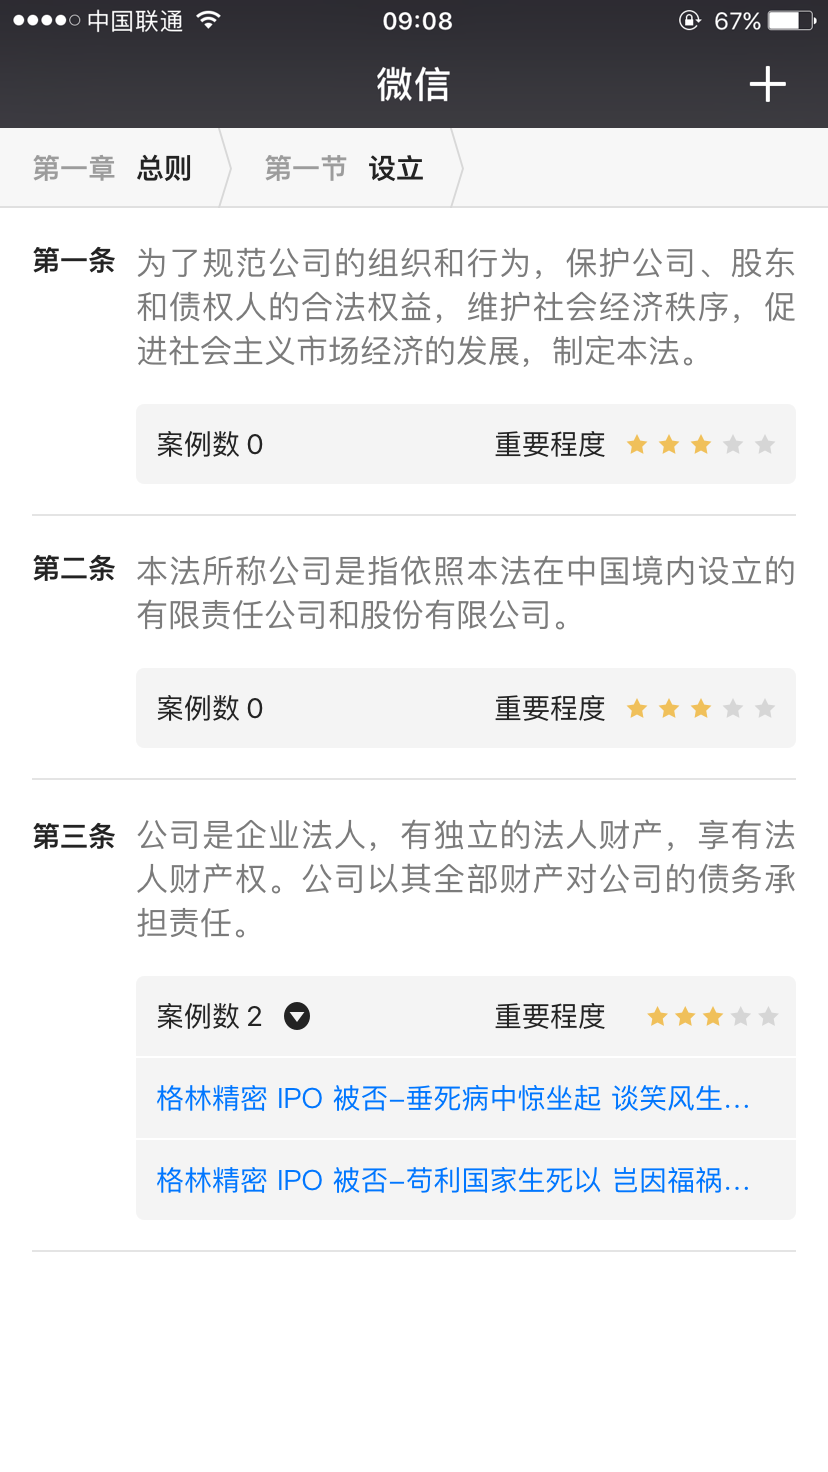 中国联通 09:08 67%
微信
第一章 总则 第一节 设立
第一条 为了规范公司的组织和行为，保护公司、股东
和债权人的合法权益，维护社会经济秩序，促
进社会主义市场经济的发展，制定本法。
案例数 0 重要程度
第二条 本法所称公司是指依照本法在中国境内设立的
有限责任公司和股份有限公司。
案例数 0 重要程度
第三条 公司是企业法人，有独立的法人财产，享有法
人财产权。公司以其全部财产对公司的债务承
担责任。
案例数 2 重要程度
格林精密 IPO 被否–垂死病中惊坐起 谈笑风生...
格林精密 IPO 被否–苟利国家生死以 岂因福祸...